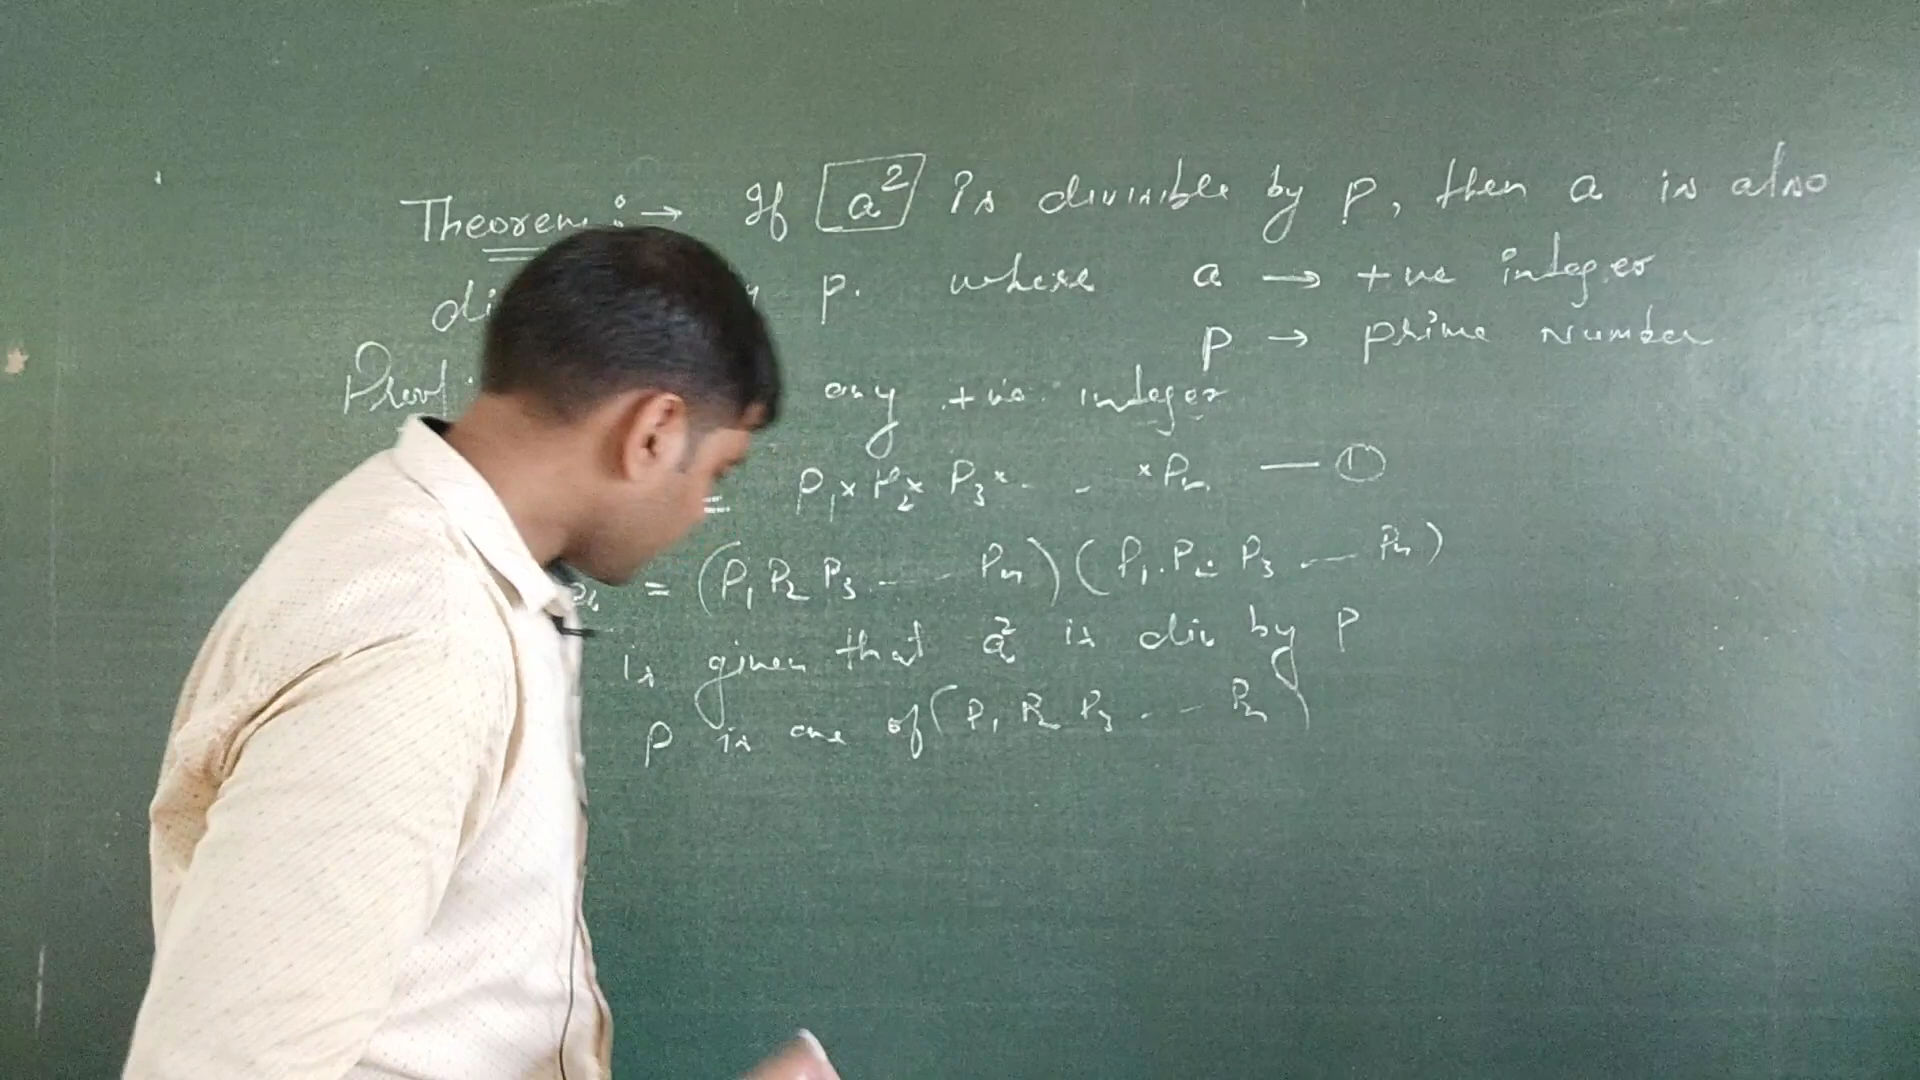 Theorem :→ If a² is divisible by p, then a is also
p. where a → +ve integer
p → prime number
Proof : any +ve integer
= P₁ × P₂ × P₃ × - - × Pn — ①
= (P₁ P₂ P₃ - - - Pn) (P₁ . P₂ . P₃ . - - Pn)
is given that a² is div by p
p is one of (P₁ P₂ P₃ - - - Pn)